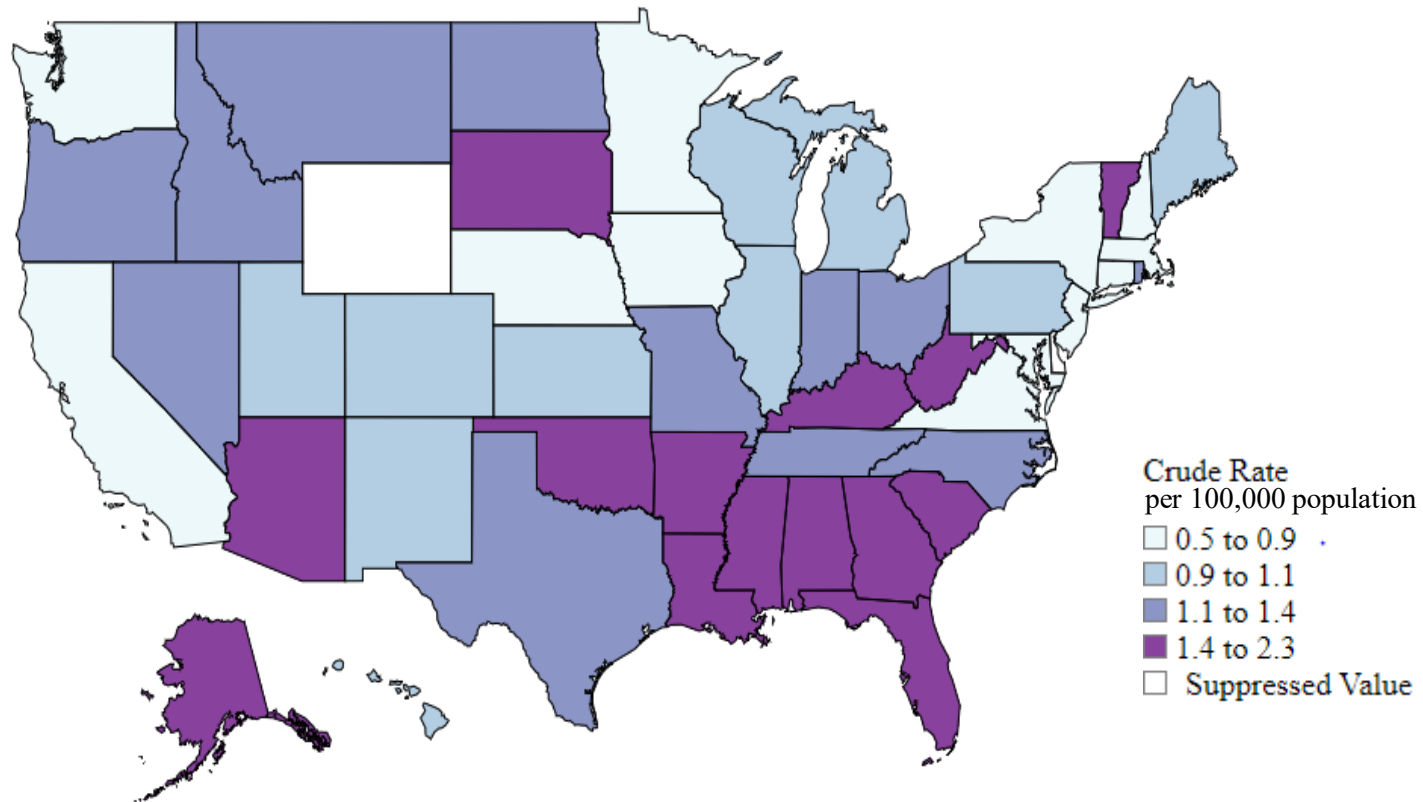 Crude Rate
per 100,000 population
0.5 to 0.9
0.9 to 1.1
1.1 to 1.4
1.4 to 2.3
Suppressed Value